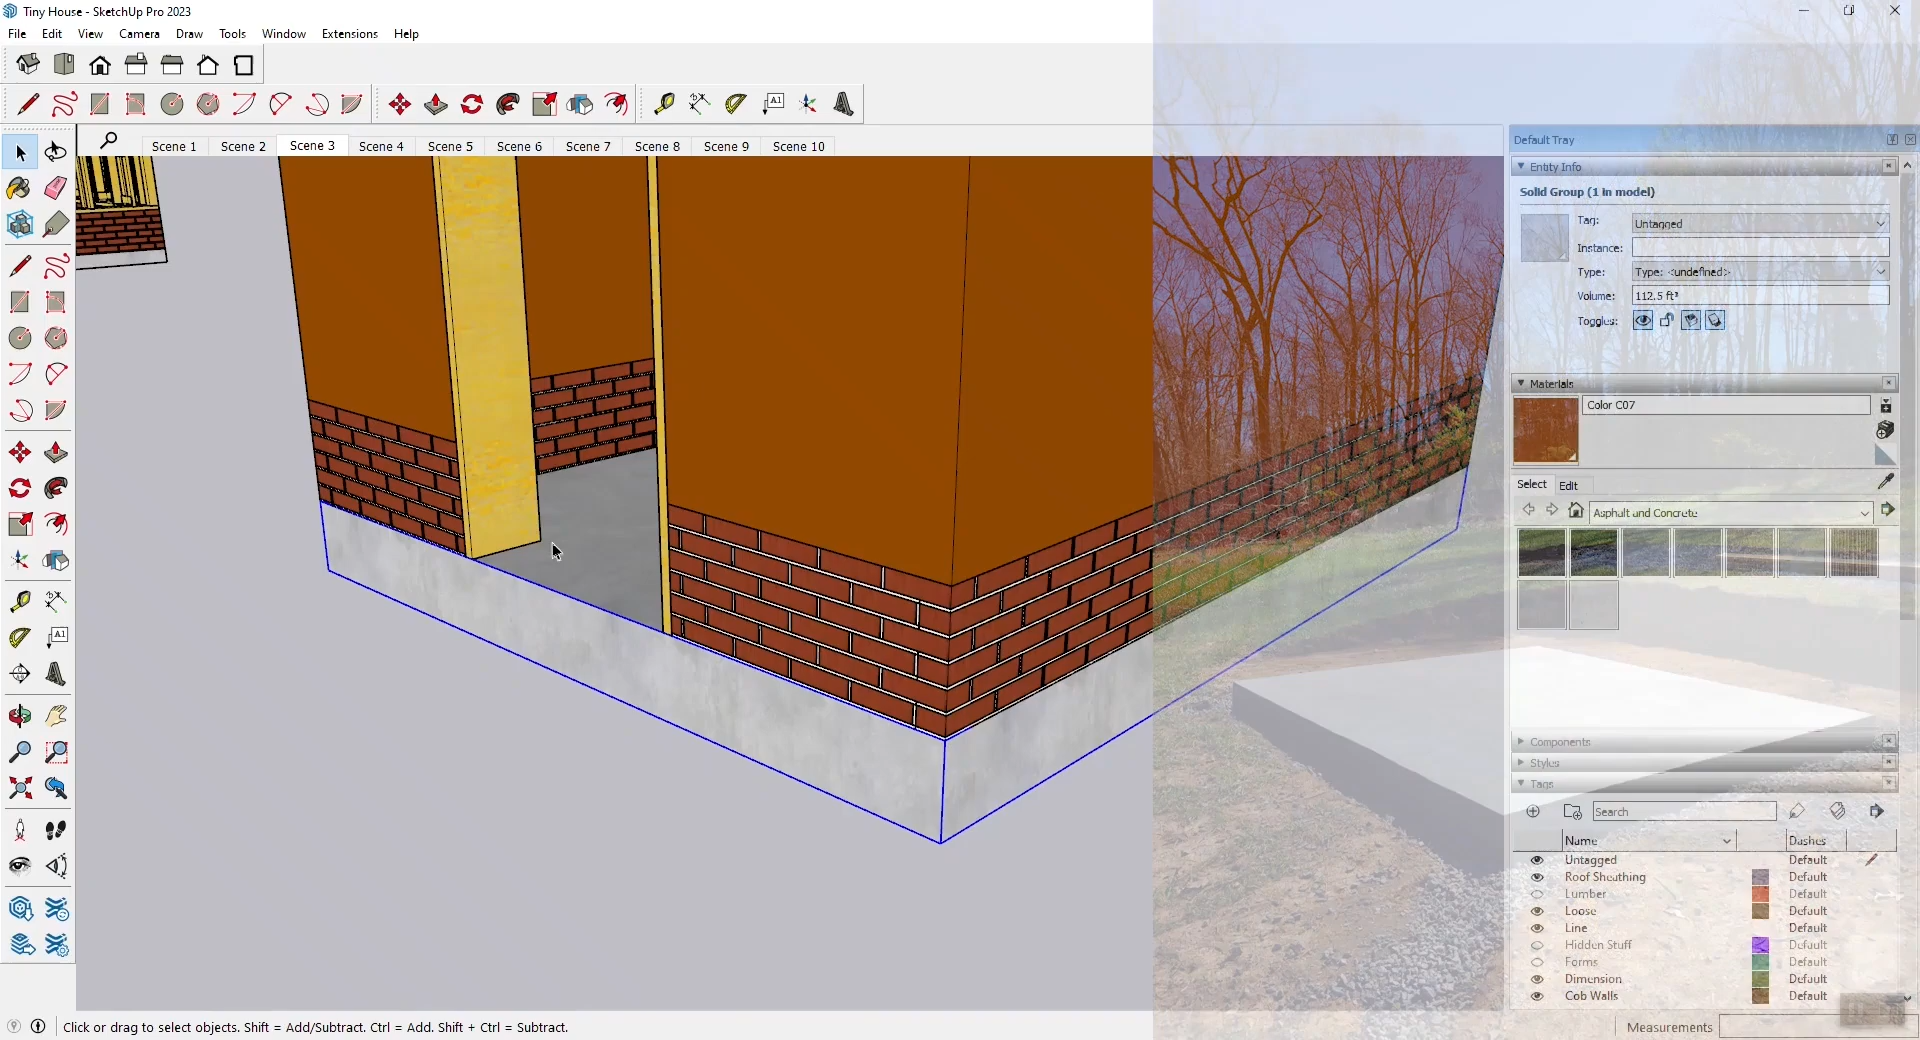 Tiny House - SketchUp Pro 2023
File Edit View Camera Draw Tools Window Extensions Help
A1
Scene 1 Scene 2 Scene 3 Scene 4 Scene 5 Scene 6 Scene 7 Scene 8 Scene 9 Scene 10
Default Tray
Entity Info
Solid Group (1 in model)
Tag: Untagged
Instance:
Type: Type: <undefined>
Volume: 112.5 ft³
Toggles:
Materials
Color C07
Select Edit
Asphalt and Concrete
A1
Components
Styles
Tags
Search
Name Dashes
Untagged Default
Roof Sheathing Default
Lumber Default
Loose Default
Line Default
Hidden Stuff Default
Forms Default
Dimension Default
Cob Walls Default
Click or drag to select objects. Shift = Add/Subtract. Ctrl = Add. Shift + Ctrl = Subtract.
Measurements